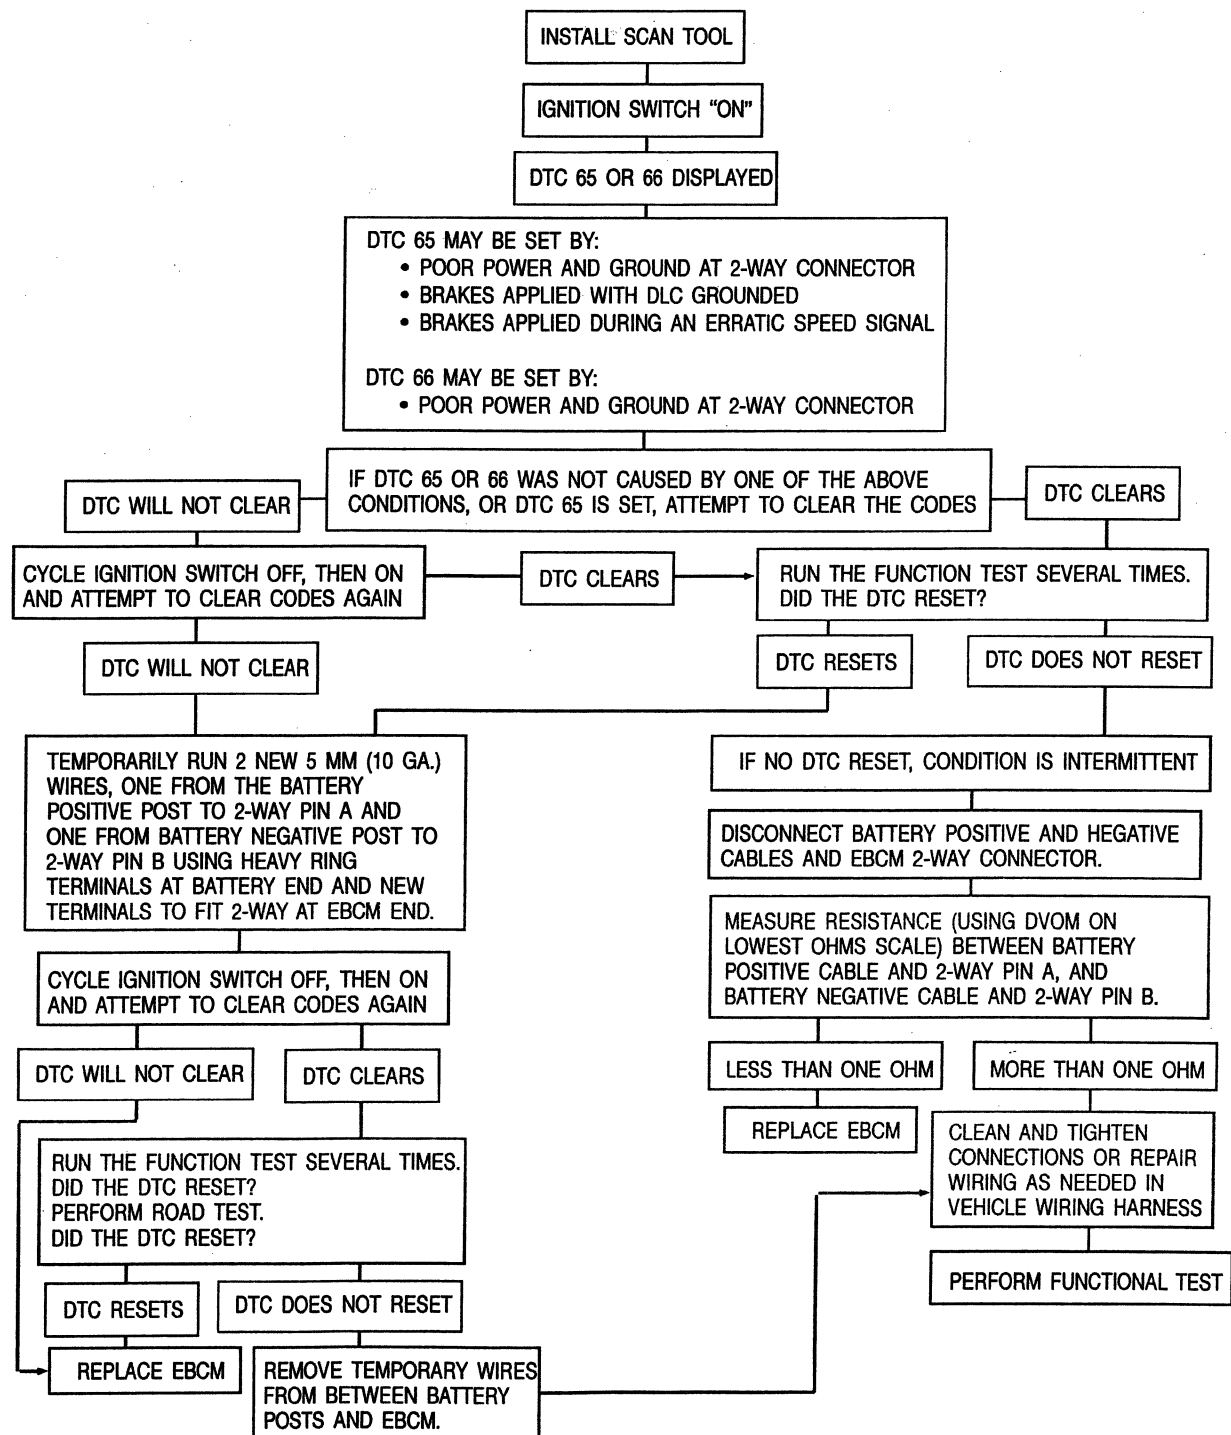 INSTALL SCAN TOOL
IGNITION SWITCH “ON”
DTC 65 OR 66 DISPLAYED
DTC 65 MAY BE SET BY:
• POOR POWER AND GROUND AT 2-WAY CONNECTOR
• BRAKES APPLIED WITH DLC GROUNDED
• BRAKES APPLIED DURING AN ERRATIC SPEED SIGNAL
DTC 66 MAY BE SET BY:
• POOR POWER AND GROUND AT 2-WAY CONNECTOR
IF DTC 65 OR 66 WAS NOT CAUSED BY ONE OF THE ABOVE
CONDITIONS, OR DTC 65 IS SET, ATTEMPT TO CLEAR THE CODES
DTC WILL NOT CLEAR
DTC CLEARS
CYCLE IGNITION SWITCH OFF, THEN ON
AND ATTEMPT TO CLEAR CODES AGAIN
DTC CLEARS
RUN THE FUNCTION TEST SEVERAL TIMES.
DID THE DTC RESET?
DTC WILL NOT CLEAR
DTC RESETS
DTC DOES NOT RESET
TEMPORARILY RUN 2 NEW 5 MM (10 GA.)
WIRES, ONE FROM THE BATTERY
POSITIVE POST TO 2-WAY PIN A AND
ONE FROM BATTERY NEGATIVE POST TO
2-WAY PIN B USING HEAVY RING
TERMINALS AT BATTERY END AND NEW
TERMINALS TO FIT 2-WAY AT EBCM END.
IF NO DTC RESET, CONDITION IS INTERMITTENT
DISCONNECT BATTERY POSITIVE AND HEGATIVE
CABLES AND EBCM 2-WAY CONNECTOR.
MEASURE RESISTANCE (USING DVOM ON
LOWEST OHMS SCALE) BETWEEN BATTERY
POSITIVE CABLE AND 2-WAY PIN A, AND
BATTERY NEGATIVE CABLE AND 2-WAY PIN B.
CYCLE IGNITION SWITCH OFF, THEN ON
AND ATTEMPT TO CLEAR CODES AGAIN
DTC WILL NOT CLEAR
DTC CLEARS
LESS THAN ONE OHM
MORE THAN ONE OHM
REPLACE EBCM
CLEAN AND TIGHTEN
CONNECTIONS OR REPAIR
WIRING AS NEEDED IN
VEHICLE WIRING HARNESS
RUN THE FUNCTION TEST SEVERAL TIMES.
DID THE DTC RESET?
PERFORM ROAD TEST.
DID THE DTC RESET?
PERFORM FUNCTIONAL TEST
DTC RESETS
DTC DOES NOT RESET
REPLACE EBCM
REMOVE TEMPORARY WIRES
FROM BETWEEN BATTERY
POSTS AND EBCM.